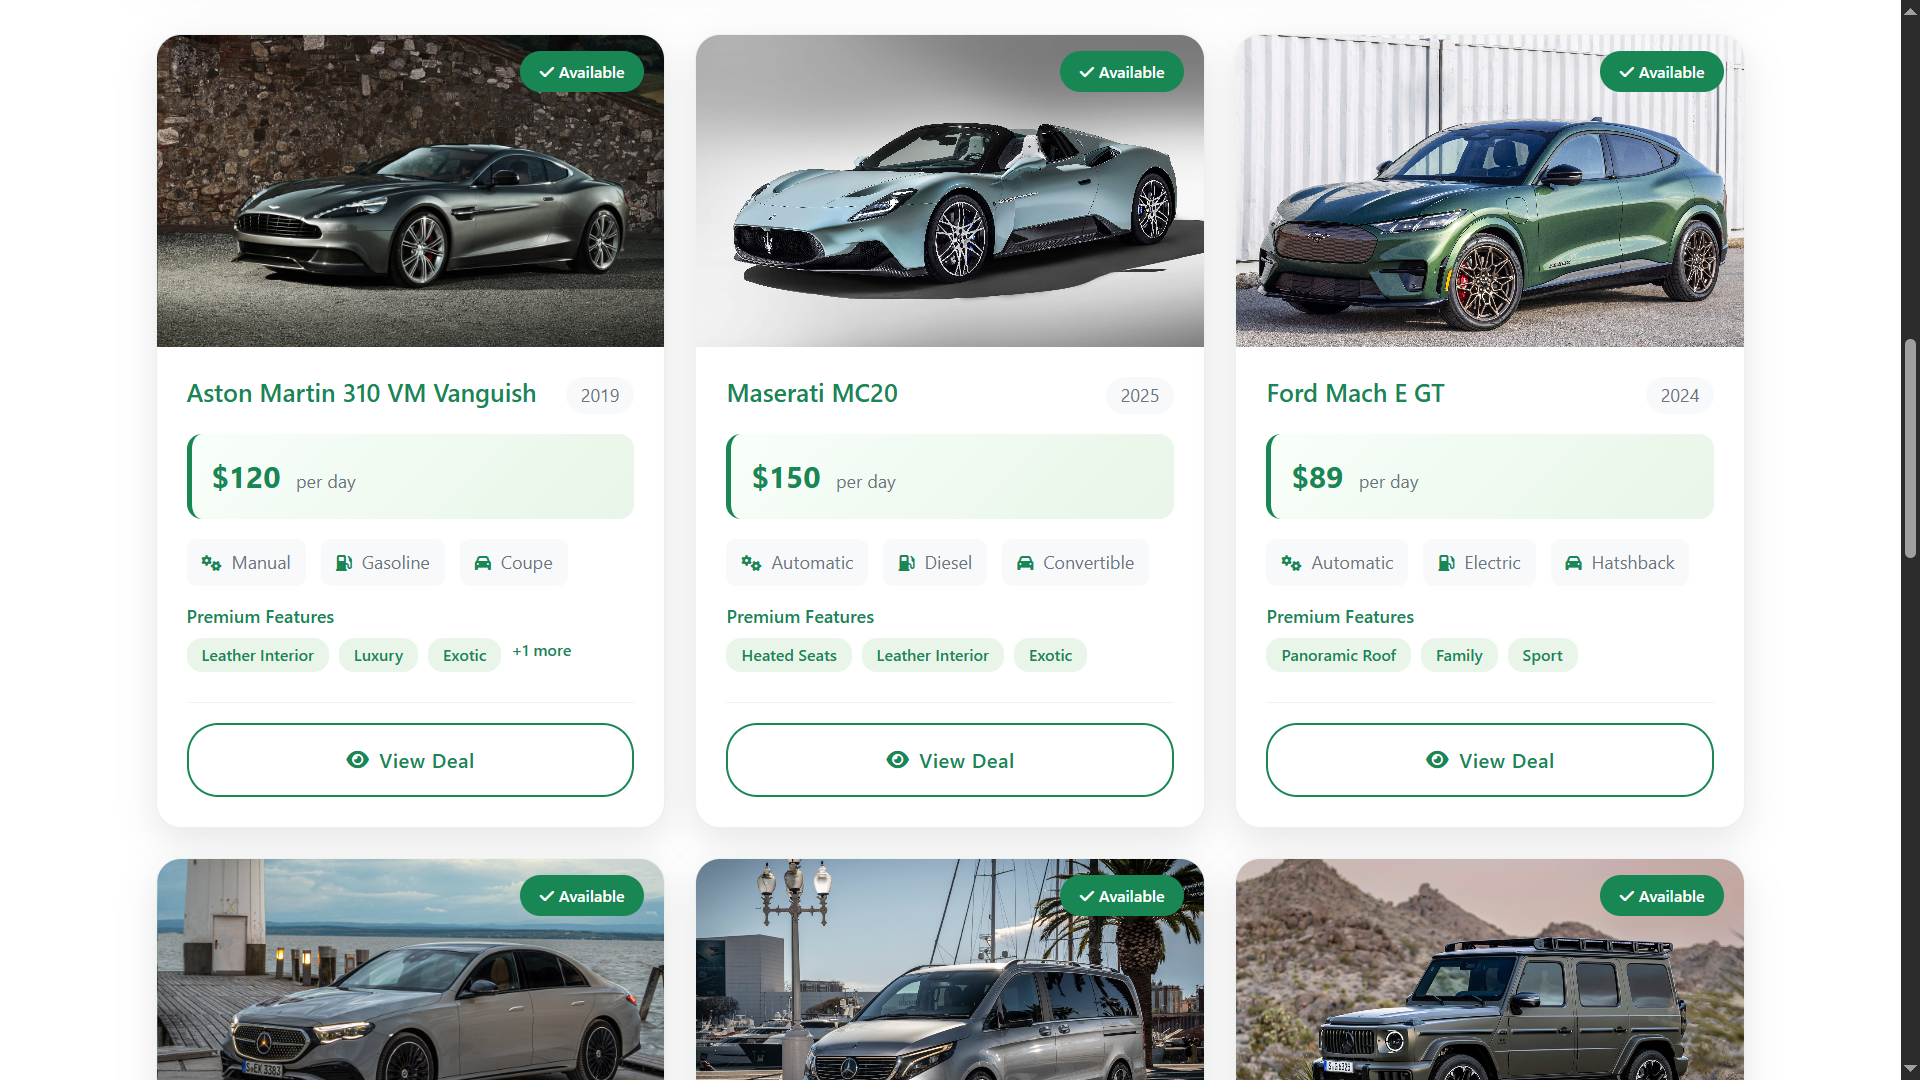 Available
Available
Available
Aston Martin 310 VM Vanguish
2019
$120 per day
Manual
Gasoline
Coupe
Premium Features
Leather Interior
Luxury
Exotic
+1 more
View Deal
Maserati MC20
2025
$150 per day
Automatic
Diesel
Convertible
Premium Features
Heated Seats
Leather Interior
Exotic
View Deal
Ford Mach E GT
2024
$89 per day
Automatic
Electric
Hatshback
Premium Features
Panoramic Roof
Family
Sport
View Deal
Available
Available
Available